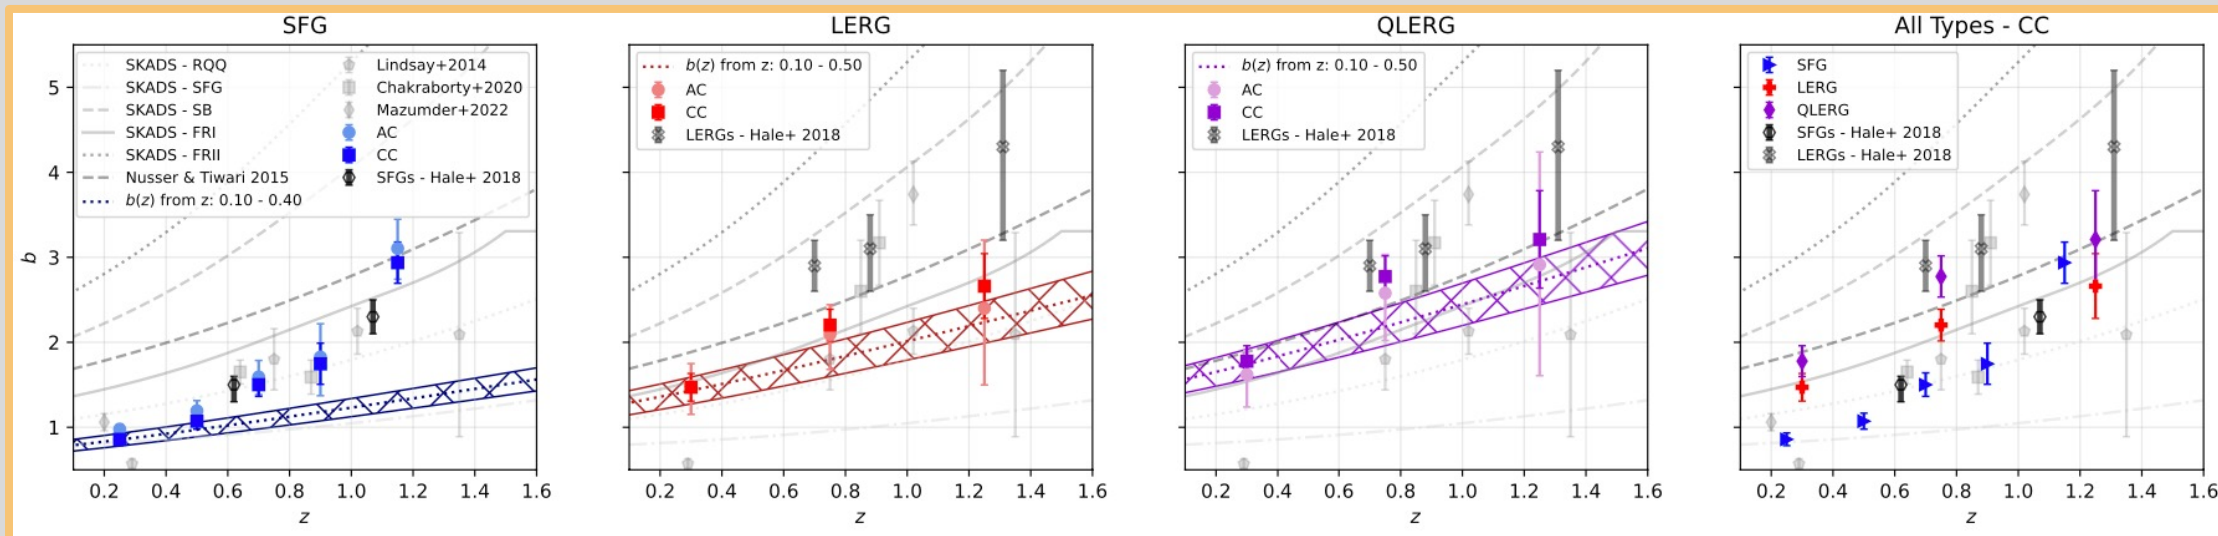 SFG
SKADS - RQQ
SKADS - SFG
SKADS - SB
SKADS - FRI
SKADS - FRII
Nusser & Tiwari 2015
b(z) from z: 0.10 - 0.40
Lindsay+2014
Chakraborty+2020
Mazumder+2022
AC
CC
SFGs - Hale+ 2018
b
5
4
3
2
1
0.2 0.4 0.6 0.8 1.0 1.2 1.4 1.6
z
LERG
b(z) from z: 0.10 - 0.50
AC
CC
LERGs - Hale+ 2018
0.2 0.4 0.6 0.8 1.0 1.2 1.4 1.6
z
QLERG
b(z) from z: 0.10 - 0.50
AC
CC
LERGs - Hale+ 2018
0.2 0.4 0.6 0.8 1.0 1.2 1.4 1.6
z
All Types - CC
SFG
LERG
QLERG
SFGs - Hale+ 2018
LERGs - Hale+ 2018
0.2 0.4 0.6 0.8 1.0 1.2 1.4 1.6
z